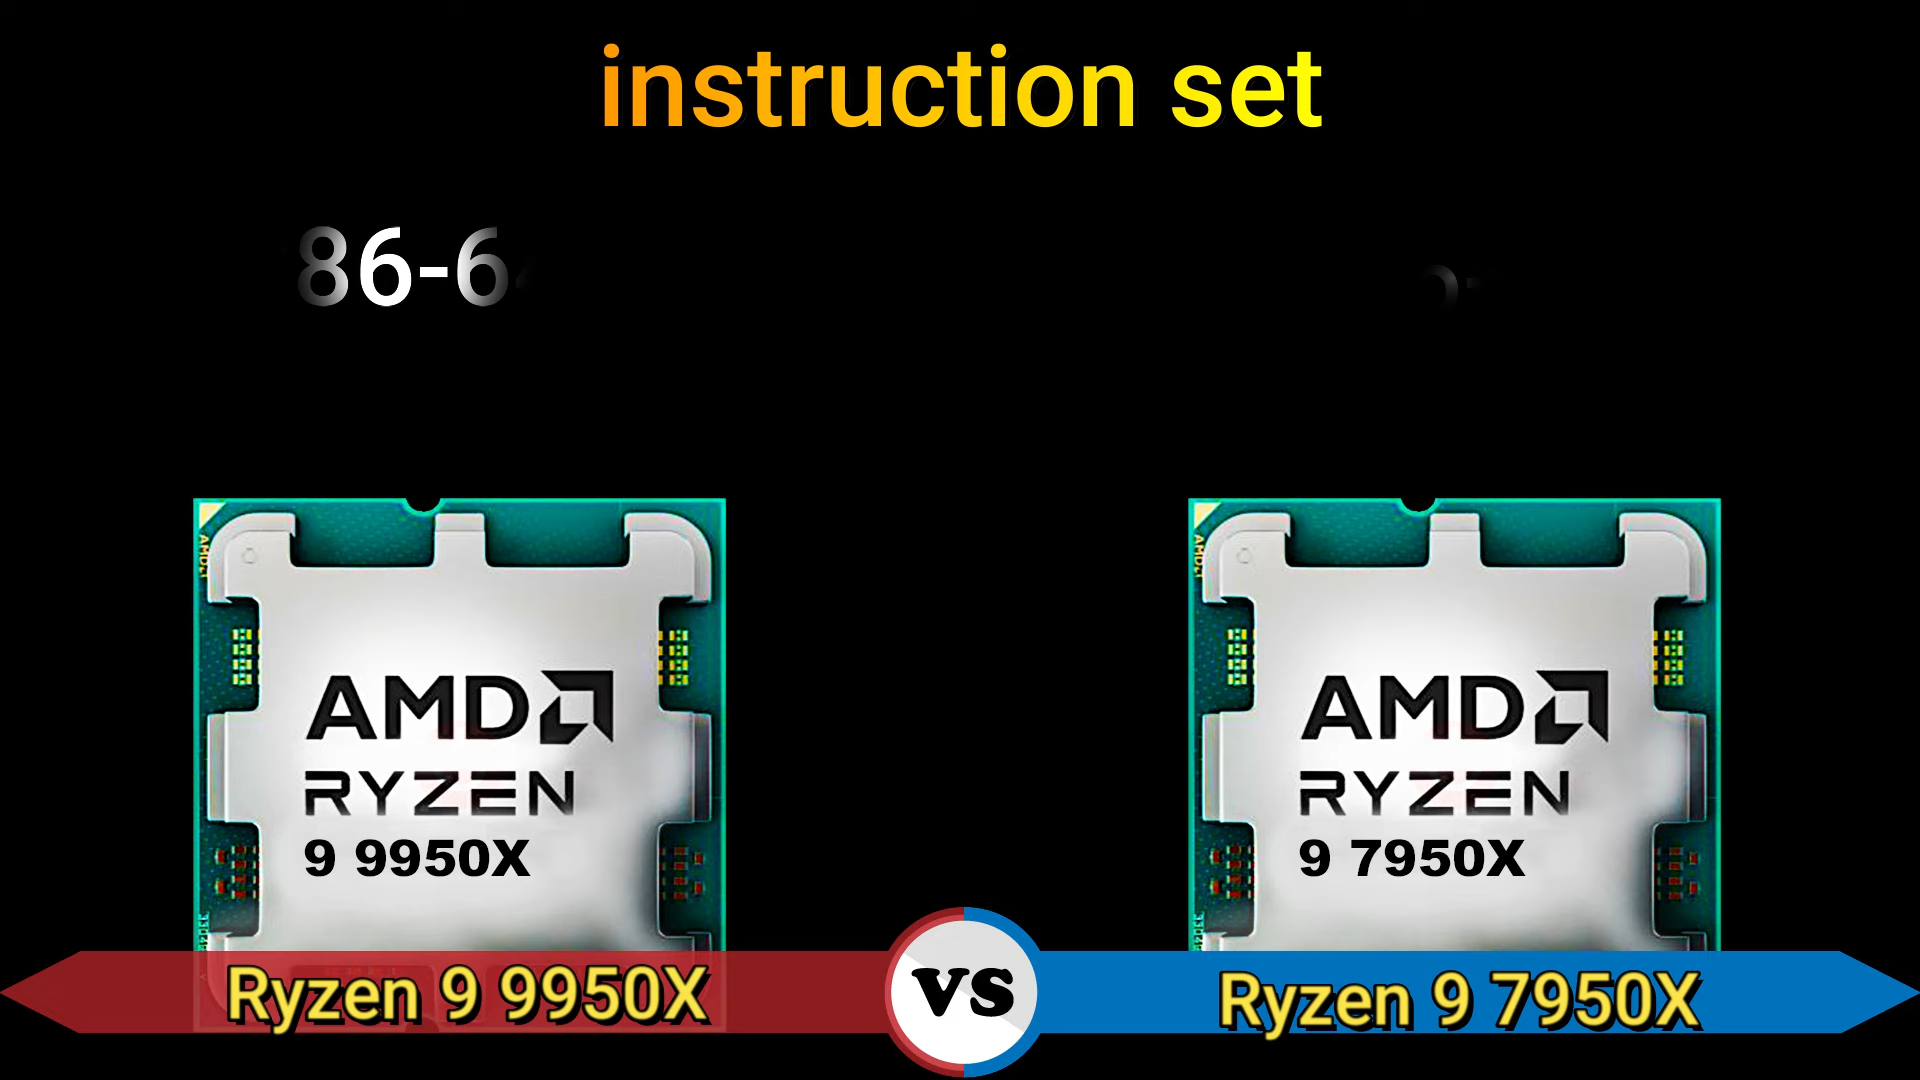 instruction set
86-6
AMD
RYZEN
9 9950X
AMD
RYZEN
9 7950X
Ryzen 9 9950X
VS
Ryzen 9 7950X